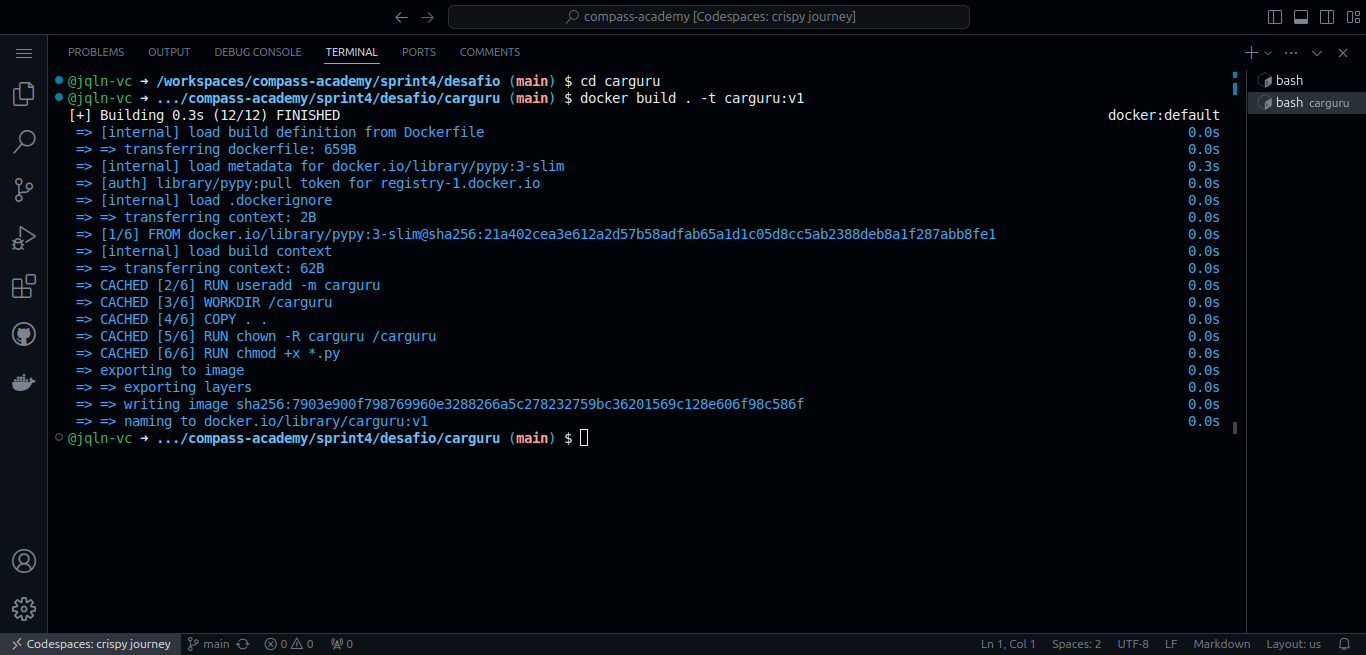 compass-academy [Codespaces: crispy journey]
PROBLEMS OUTPUT DEBUG CONSOLE TERMINAL PORTS COMMENTS
@jqln-vc ➜ /workspaces/compass-academy/sprint4/desafio (main) $ cd carguru
@jqln-vc ➜ .../compass-academy/sprint4/desafio/carguru (main) $ docker build . -t carguru:v1
[+] Building 0.3s (12/12) FINISHED docker:default
=> [internal] load build definition from Dockerfile 0.0s
=> => transferring dockerfile: 659B 0.0s
=> [internal] load metadata for docker.io/library/pypy:3-slim 0.3s
=> [auth] library/pypy:pull token for registry-1.docker.io 0.0s
=> [internal] load .dockerignore 0.0s
=> => transferring context: 2B 0.0s
=> [1/6] FROM docker.io/library/pypy:3-slim@sha256:21a402cea3e612a2d57b58adfab65a1d1c05d8cc5ab2388deb8a1f287abb8fe1 0.0s
=> [internal] load build context 0.0s
=> => transferring context: 62B 0.0s
=> CACHED [2/6] RUN useradd -m carguru 0.0s
=> CACHED [3/6] WORKDIR /carguru 0.0s
=> CACHED [4/6] COPY . . 0.0s
=> CACHED [5/6] RUN chown -R carguru /carguru 0.0s
=> CACHED [6/6] RUN chmod +x *.py 0.0s
=> exporting to image 0.0s
=> => exporting layers 0.0s
=> => writing image sha256:7903e900f798769960e3288266a5c278232759bc36201569c128e606f98c586f 0.0s
=> => naming to docker.io/library/carguru:v1 0.0s
@jqln-vc ➜ .../compass-academy/sprint4/desafio/carguru (main) $
bash
bash carguru
Codespaces: crispy journey main 0 0 0 Ln 1, Col 1 Spaces: 2 UTF-8 LF Markdown Layout: us